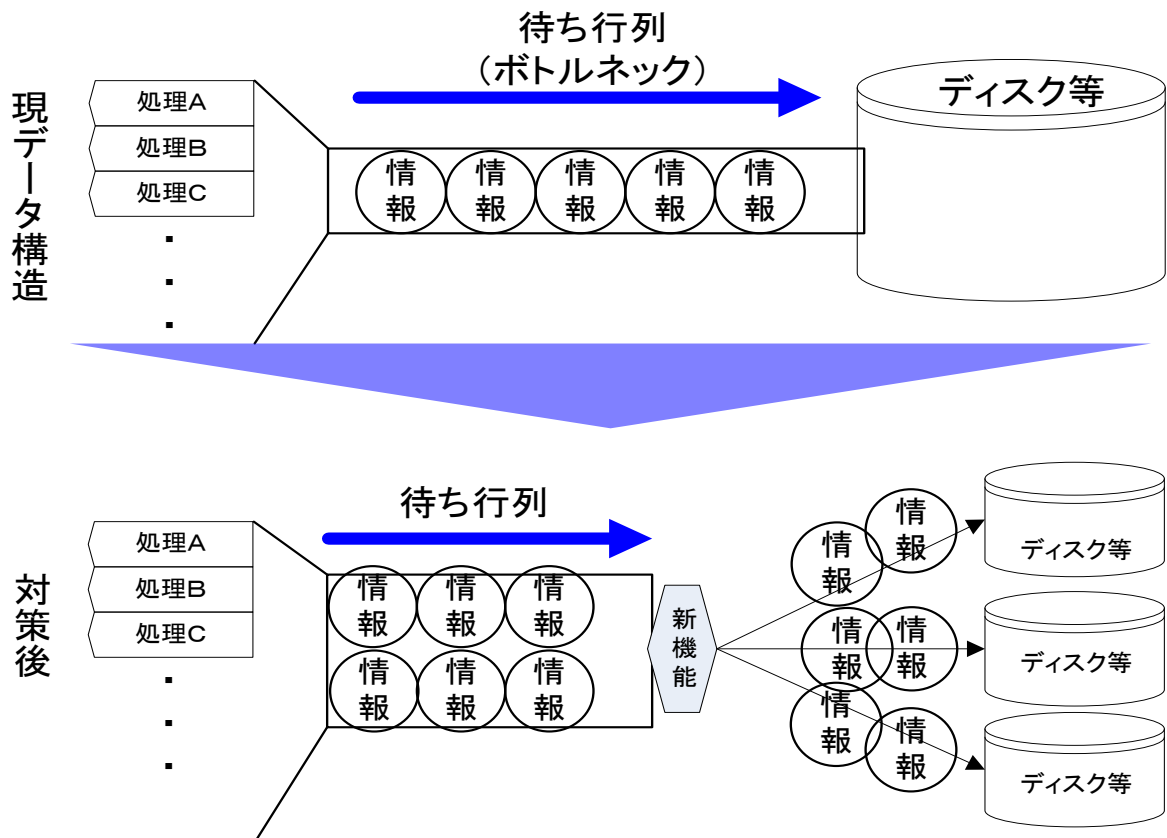 現データ構造
処理A
処理B
処理C
・
・
・
待ち行列
（ボトルネック）
情報
情報
情報
情報
情報
ディスク等
対策後
処理A
処理B
処理C
・
・
・
待ち行列
情報
情報
情報
情報
情報
情報
新機能
情報
情報
情報
情報
情報
情報
ディスク等
ディスク等
ディスク等